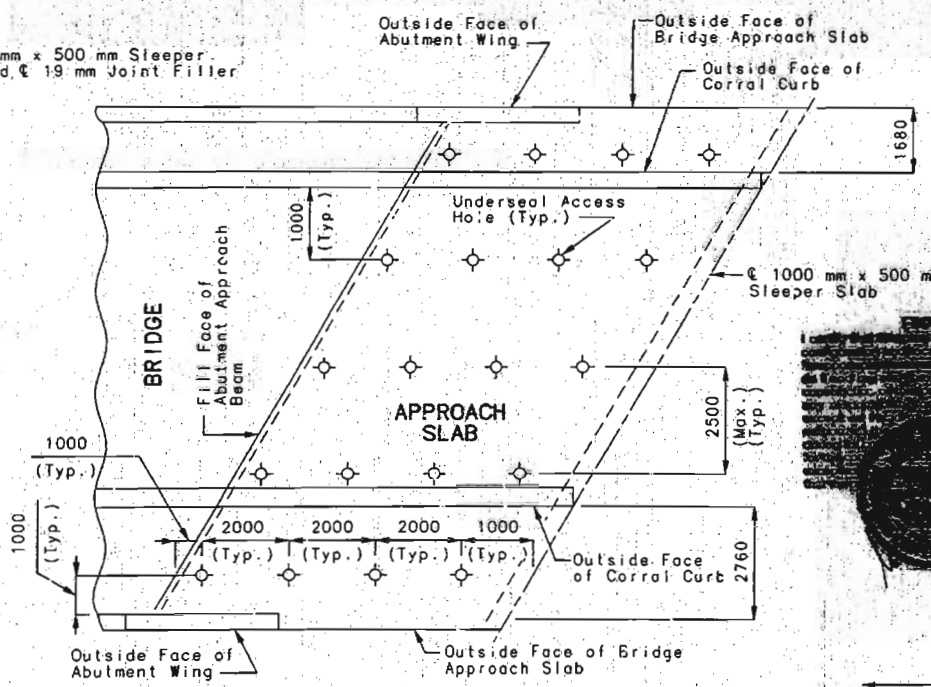 Outside Face of
Abutment Wing
Outside Face of
Bridge Approach Slab
mm x 500 mm Sleeper
d, ℄ 19 mm Joint Filler
Outside Face of
Corral Curb
1680
Underseal Access
Hole (Typ.)
1000
(Typ.)
℄ 1000 mm x 500 m
Sleeper Slab
BRIDGE
Fill Face of
Abutment Approach
Beam
APPROACH
SLAB
2500
(Max.)
(Typ.)
1000
(Typ.)
1000
(Typ.)
2000
(Typ.)
2000
(Typ.)
2000
(Typ.)
1000
(Typ.)
2760
Outside Face
of Corral Curb
Outside Face of
Abutment Wing
Outside Face of Bridge
Approach Slab